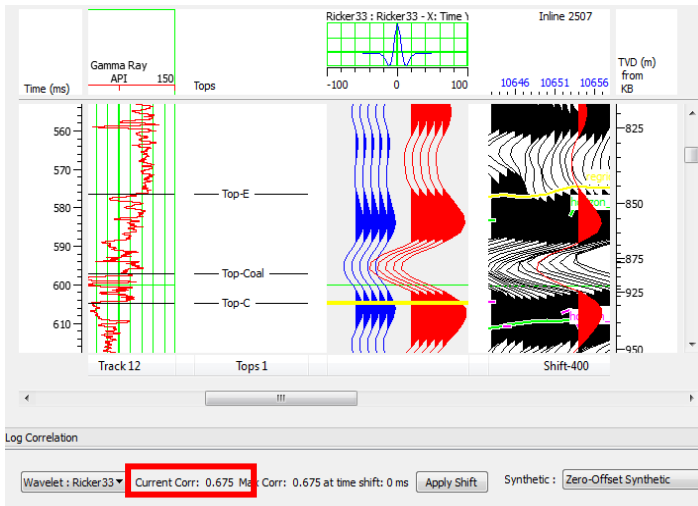 Ricker33 : Ricker33 - X: Time Y
Inline 2507
Gamma Ray
API 150
Time (ms)
Tops
-100 0 100
10646 10651 10656
TVD (m)
from
KB
560
570
580
590
600
610
Top-E
Top-Coal
Top-C
horizon_
825
850
875
925
950
Track 12
Tops 1
Shift-400
Log Correlation
Wavelet : Ricker33
Current Corr: 0.675 Max Corr: 0.675 at time shift: 0 ms
Apply Shift
Synthetic : Zero-Offset Synthetic